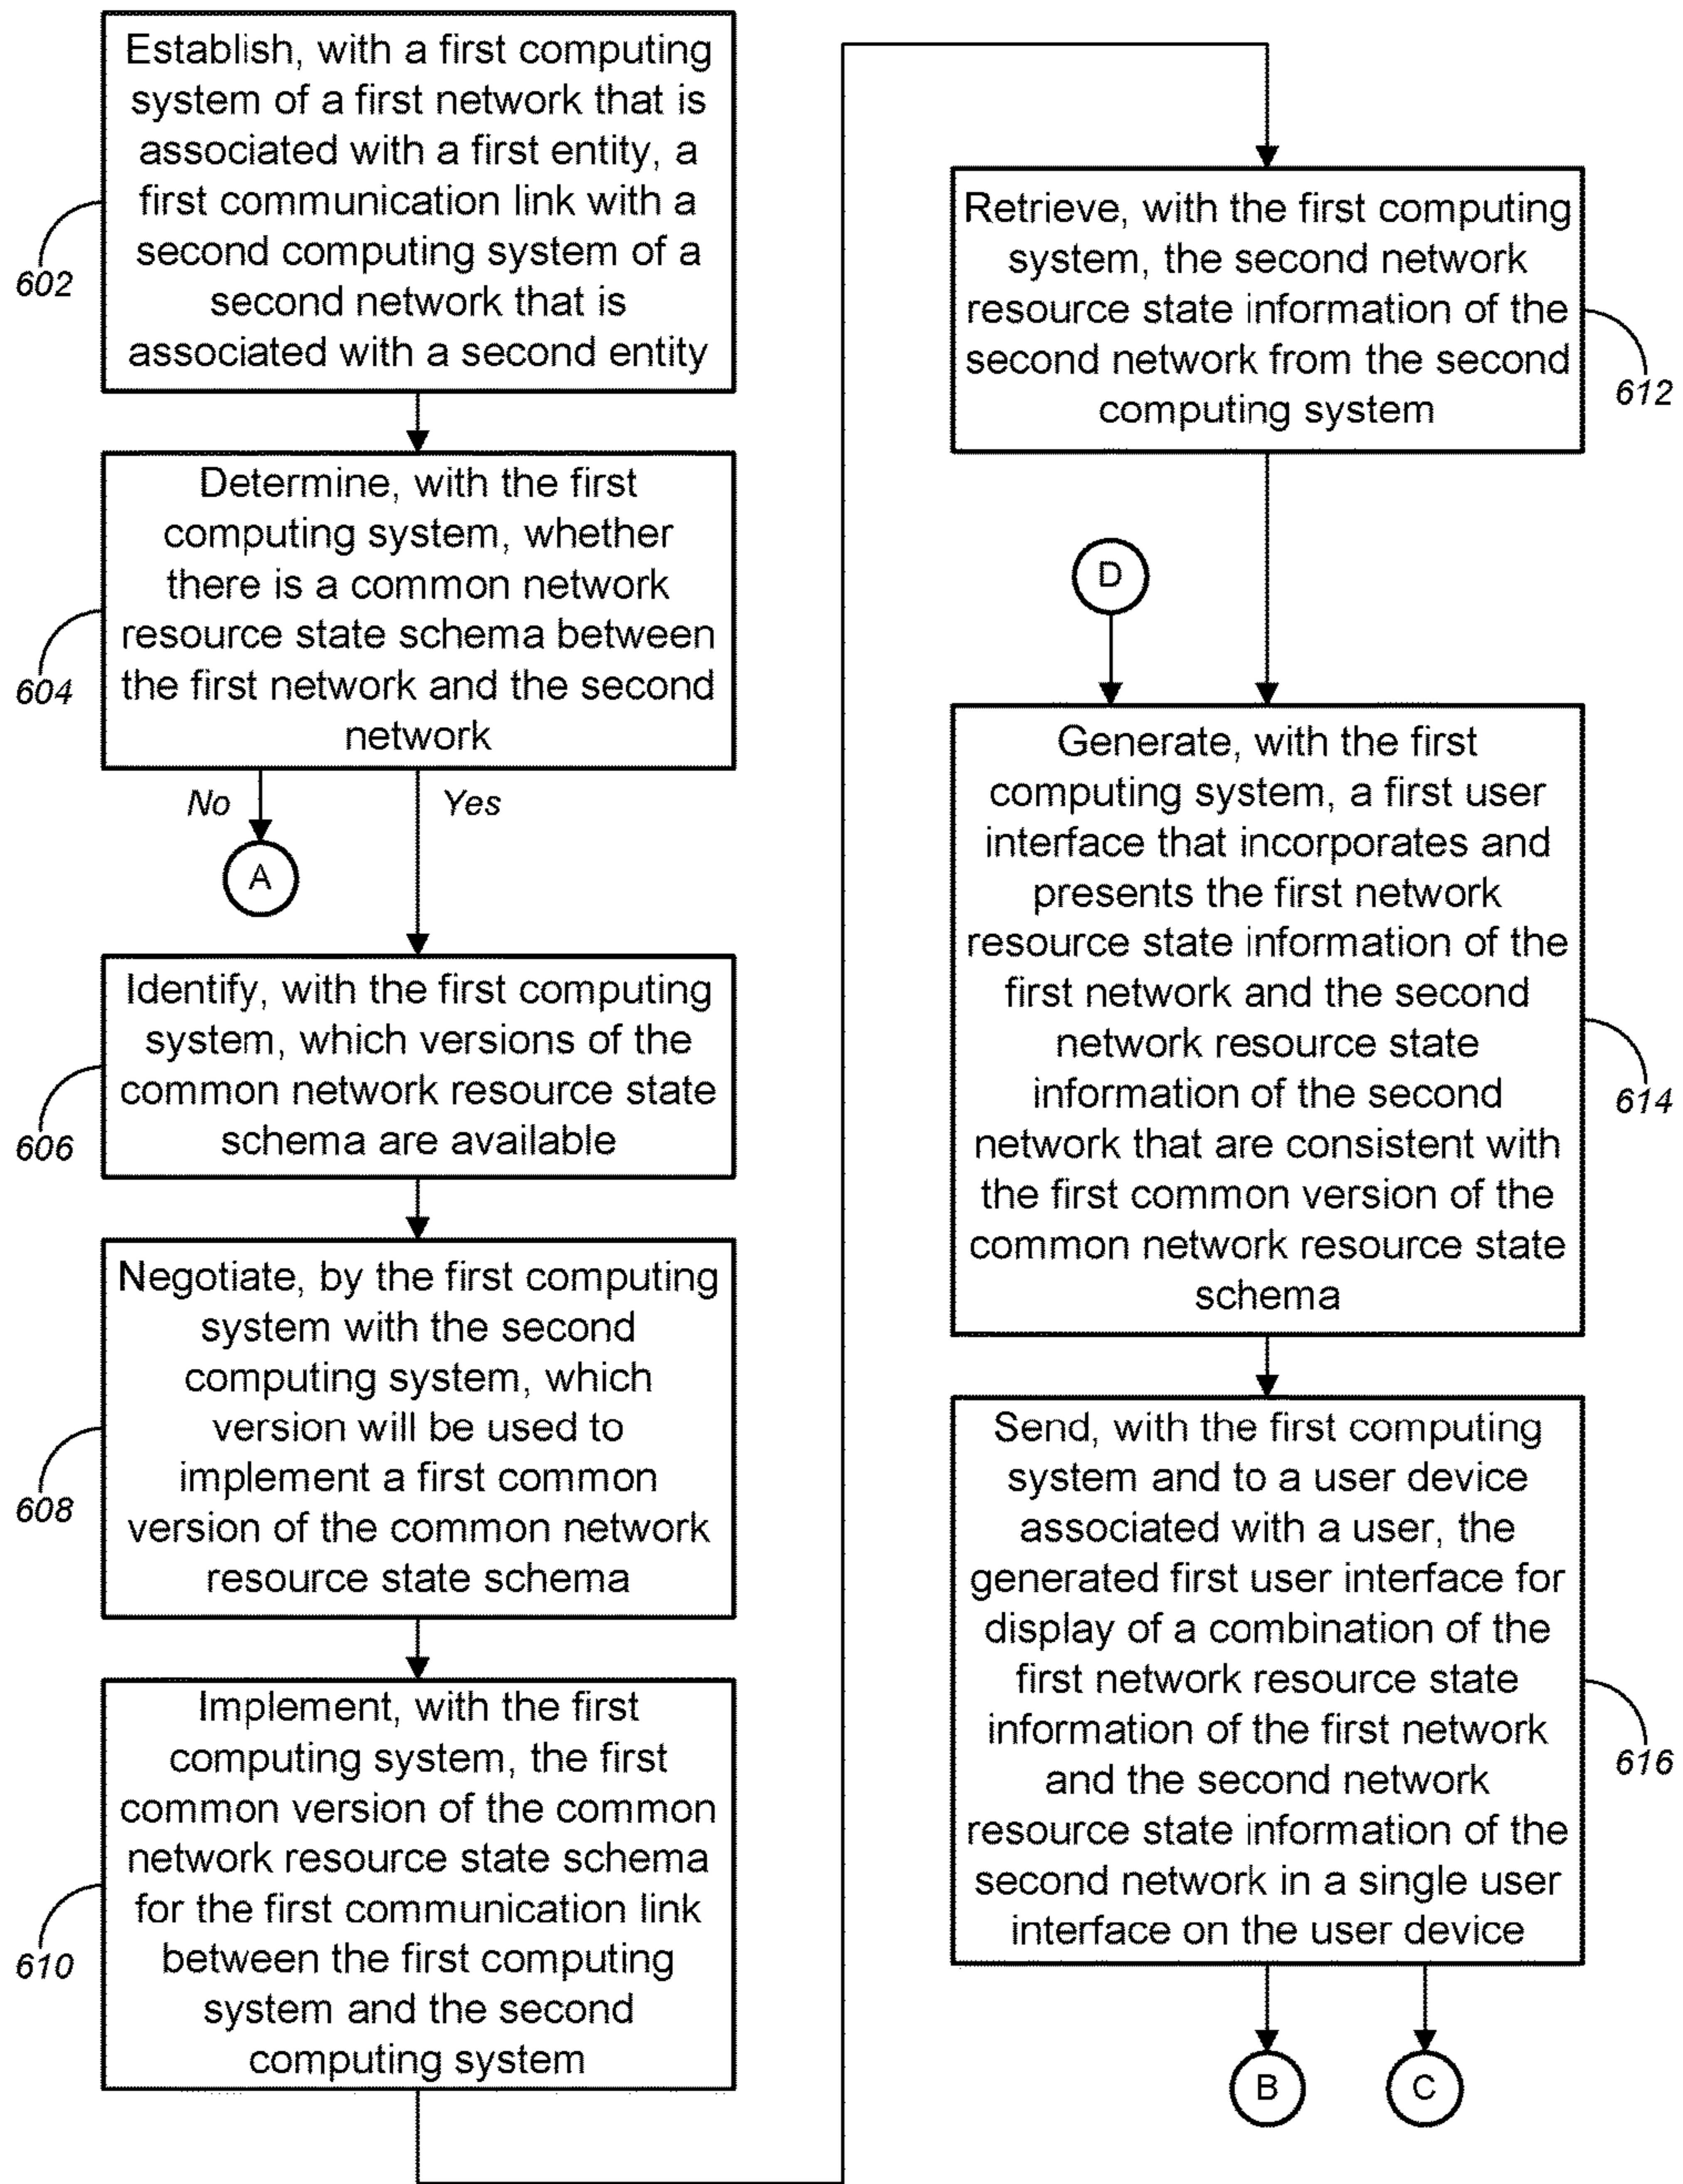 Establish, with a first computing
system of a first network that is
associated with a first entity, a
first communication link with a
second computing system of a
second network that is
associated with a second entity
602
Determine, with the first
computing system, whether
there is a common network
resource state schema between
the first network and the second
network
604
No
Yes
A
Identify, with the first computing
system, which versions of the
common network resource state
schema are available
606
Negotiate, by the first computing
system with the second
computing system, which
version will be used to
implement a first common
version of the common network
resource state schema
608
Implement, with the first
computing system, the first
common version of the common
network resource state schema
for the first communication link
between the first computing
system and the second
computing system
610
Retrieve, with the first computing
system, the second network
resource state information of the
second network from the second
computing system
612
D
Generate, with the first
computing system, a first user
interface that incorporates and
presents the first network
resource state information of the
first network and the second
network resource state
information of the second
network that are consistent with
the first common version of the
common network resource state
schema
614
Send, with the first computing
system and to a user device
associated with a user, the
generated first user interface for
display of a combination of the
first network resource state
information of the first network
and the second network
resource state information of the
second network in a single user
interface on the user device
616
B
C